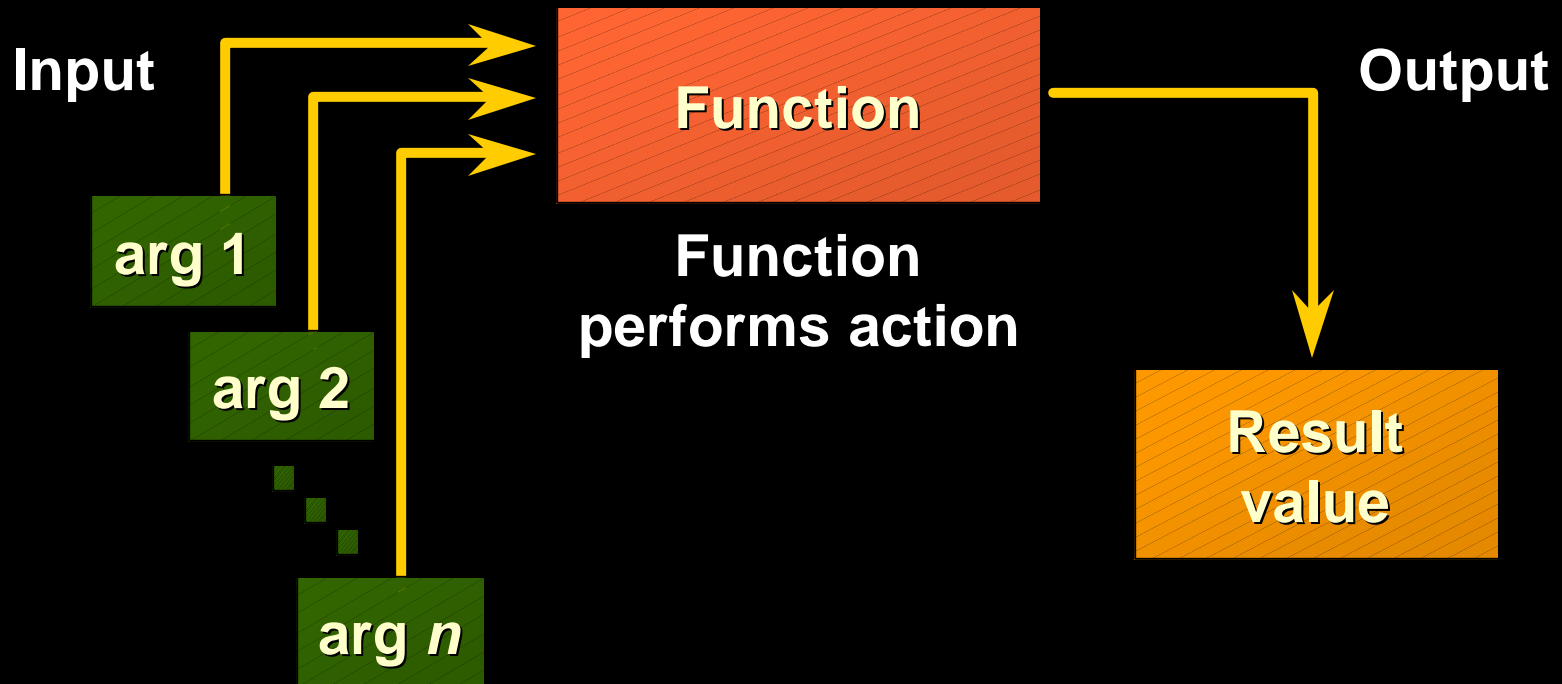 Input
Function
Output
arg 1
Function
performs action
arg 2
Result
value
arg n